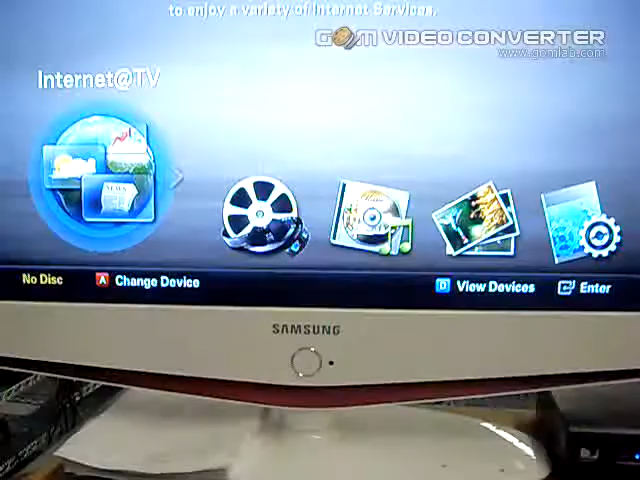 to enjoy a variety of Internet Services.
GOM VIDEO CONVERTER
www.gomlab.com
Internet@TV
NEWS
No Disc
A Change Device
D View Devices
Enter
SAMSUNG